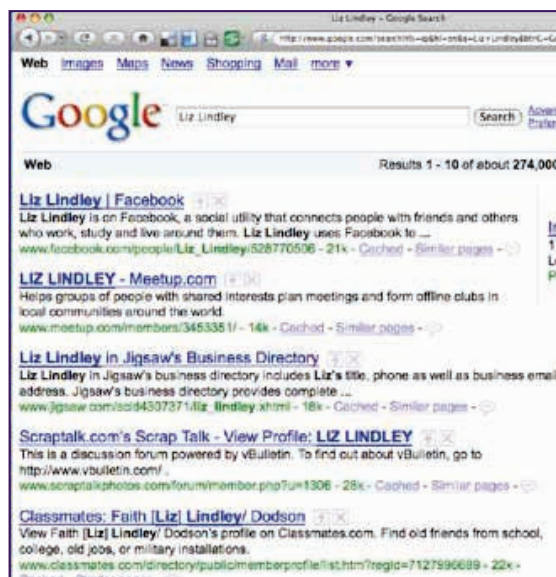 Liz Lindley - Google Search
Web Images Maps News Shopping Mail more ▼
Google Liz Lindley Search
Web Results 1 - 10 of about 274,000
Liz Lindley | Facebook
Liz Lindley is on Facebook, a social utility that connects people with friends and others
who work, study and live around them. Liz Lindley uses Facebook to ...
www.facebook.com/people/Liz_Lindley/528770506 - 21k - Cached - Similar pages -
LIZ LINDLEY - Meetup.com
Helps groups of people with shared interests plan meetings and form offline clubs in
local communities around the world.
www.meetup.com/members/3453351/ - 14k - Cached - Similar pages -
Liz Lindley in Jigsaw's Business Directory
Liz Lindley in Jigsaw's business directory includes Liz's title, phone as well as business email
address. Jigsaw's business directory provides complete ...
www.jigsaw.com/scid4307371/liz_lindley.xhtml - 18k - Cached - Similar pages -
Scraptalk.com's Scrap Talk - View Profile: LIZ LINDLEY
This is a discussion forum powered by vBulletin. To find out about vBulletin, go to
http://www.vbulletin.com/ .
www.scraptalkphotos.com/forum/member.php?u=1306 - 28k - Cached - Similar pages -
Classmates: Faith [Liz] Lindley/ Dodson
View Faith [Liz] Lindley/ Dodson's profile on Classmates.com. Find old friends from school,
college, old jobs, or military installations.
www.classmates.com/directory/public/memberprofile/list.htm?regid=7127996689 - 22k -